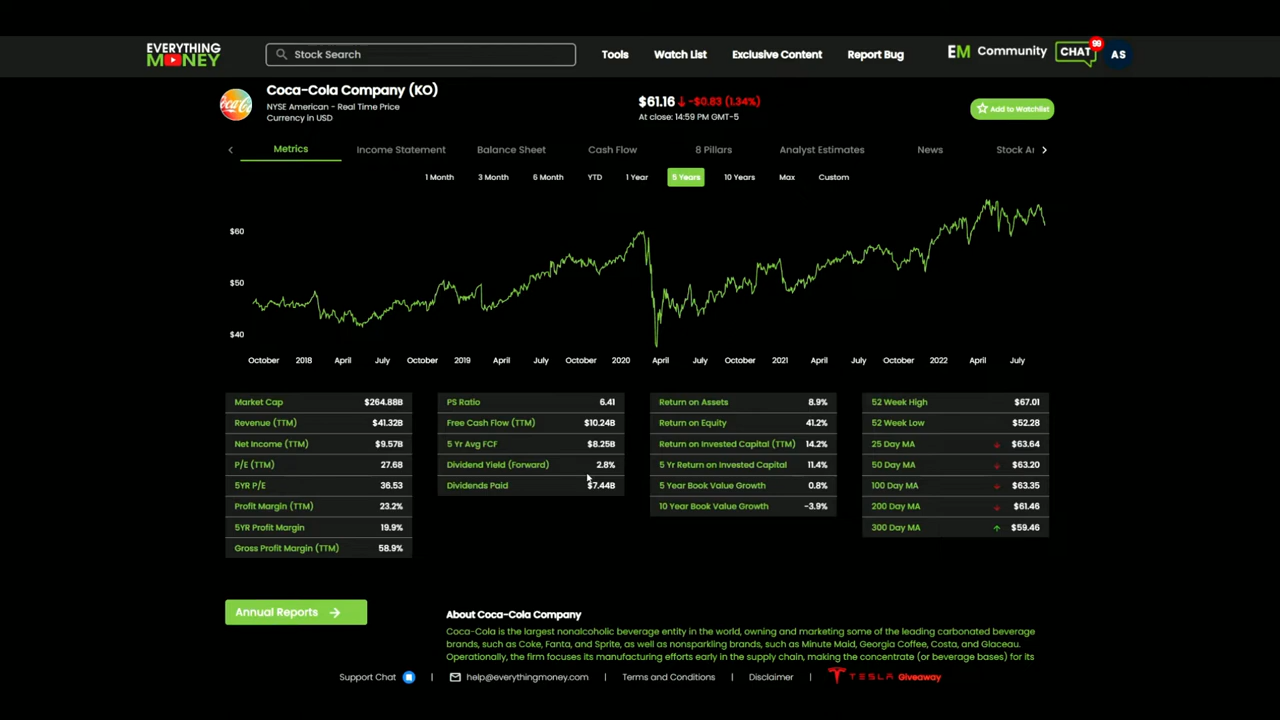 EVERYTHING
MONEY
Stock Search
Tools
Watch List
Exclusive Content
Report Bug
EM Community
CHAT
99
AS
Coca-Cola Company (KO)
NYSE American - Real Time Price
Currency in USD
$61.16 ↓ -$0.83 (1.34%)
At close: 14:59 PM GMT-5
Add to Watchlist
Metrics
Income Statement
Balance Sheet
Cash Flow
8 Pillars
Analyst Estimates
News
Stock Ar
1 Month
3 Month
6 Month
YTD
1 Year
5 Years
10 Years
Max
Custom
$60
$50
$40
October 2018 April July October 2019 April July October 2020 April July October 2021 April July October 2022 April July
Market Cap $264.88B
Revenue (TTM) $41.32B
Net Income (TTM) $9.57B
P/E (TTM) 27.68
5YR P/E 36.53
Profit Margin (TTM) 23.2%
5YR Profit Margin 19.9%
Gross Profit Margin (TTM) 58.9%
PS Ratio 6.41
Free Cash Flow (TTM) $10.24B
5 Yr Avg FCF $8.25B
Dividend Yield (Forward) 2.8%
Dividends Paid $7.44B
Return on Assets 8.9%
Return on Equity 41.2%
Return on Invested Capital (TTM) 14.2%
5 Yr Return on Invested Capital 11.4%
5 Year Book Value Growth 0.8%
10 Year Book Value Growth -3.9%
52 Week High $67.01
52 Week Low $52.28
25 Day MA ↓ $63.64
50 Day MA ↓ $63.20
100 Day MA ↓ $63.35
200 Day MA ↓ $61.46
300 Day MA ↑ $59.46
Annual Reports →
About Coca-Cola Company
Coca-Cola is the largest nonalcoholic beverage entity in the world, owning and marketing some of the leading carbonated beverage
brands, such as Coke, Fanta, and Sprite, as well as nonsparkling brands, such as Minute Maid, Georgia Coffee, Costa, and Glaceau.
Operationally, the firm focuses its manufacturing efforts early in the supply chain, making the concentrate (or beverage bases) for its
Support Chat | help@everythingmoney.com | Terms and Conditions | Disclaimer | TESLA Giveaway